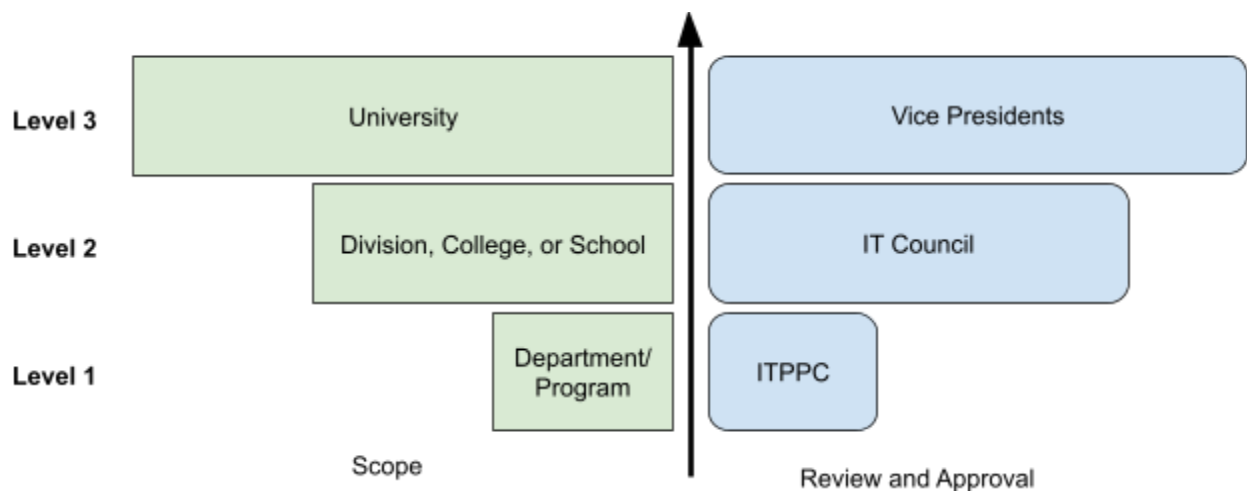 Level 3
University
Vice Presidents
Level 2
Division, College, or School
IT Council
Level 1
Department/
Program
ITPPC
Scope
Review and Approval